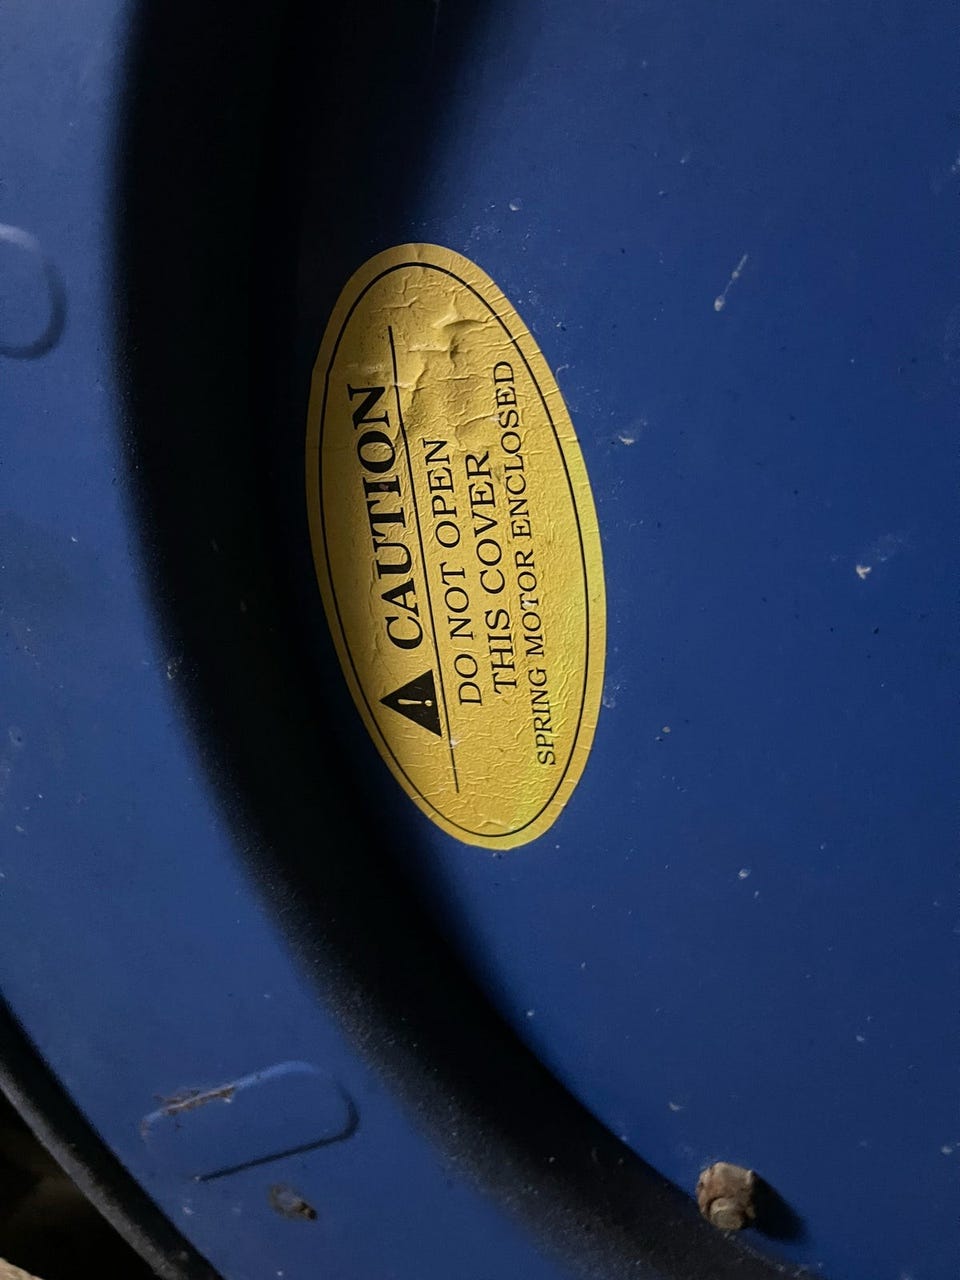 CAUTION
DO NOT OPEN
THIS COVER
SPRING MOTOR ENCLOSED